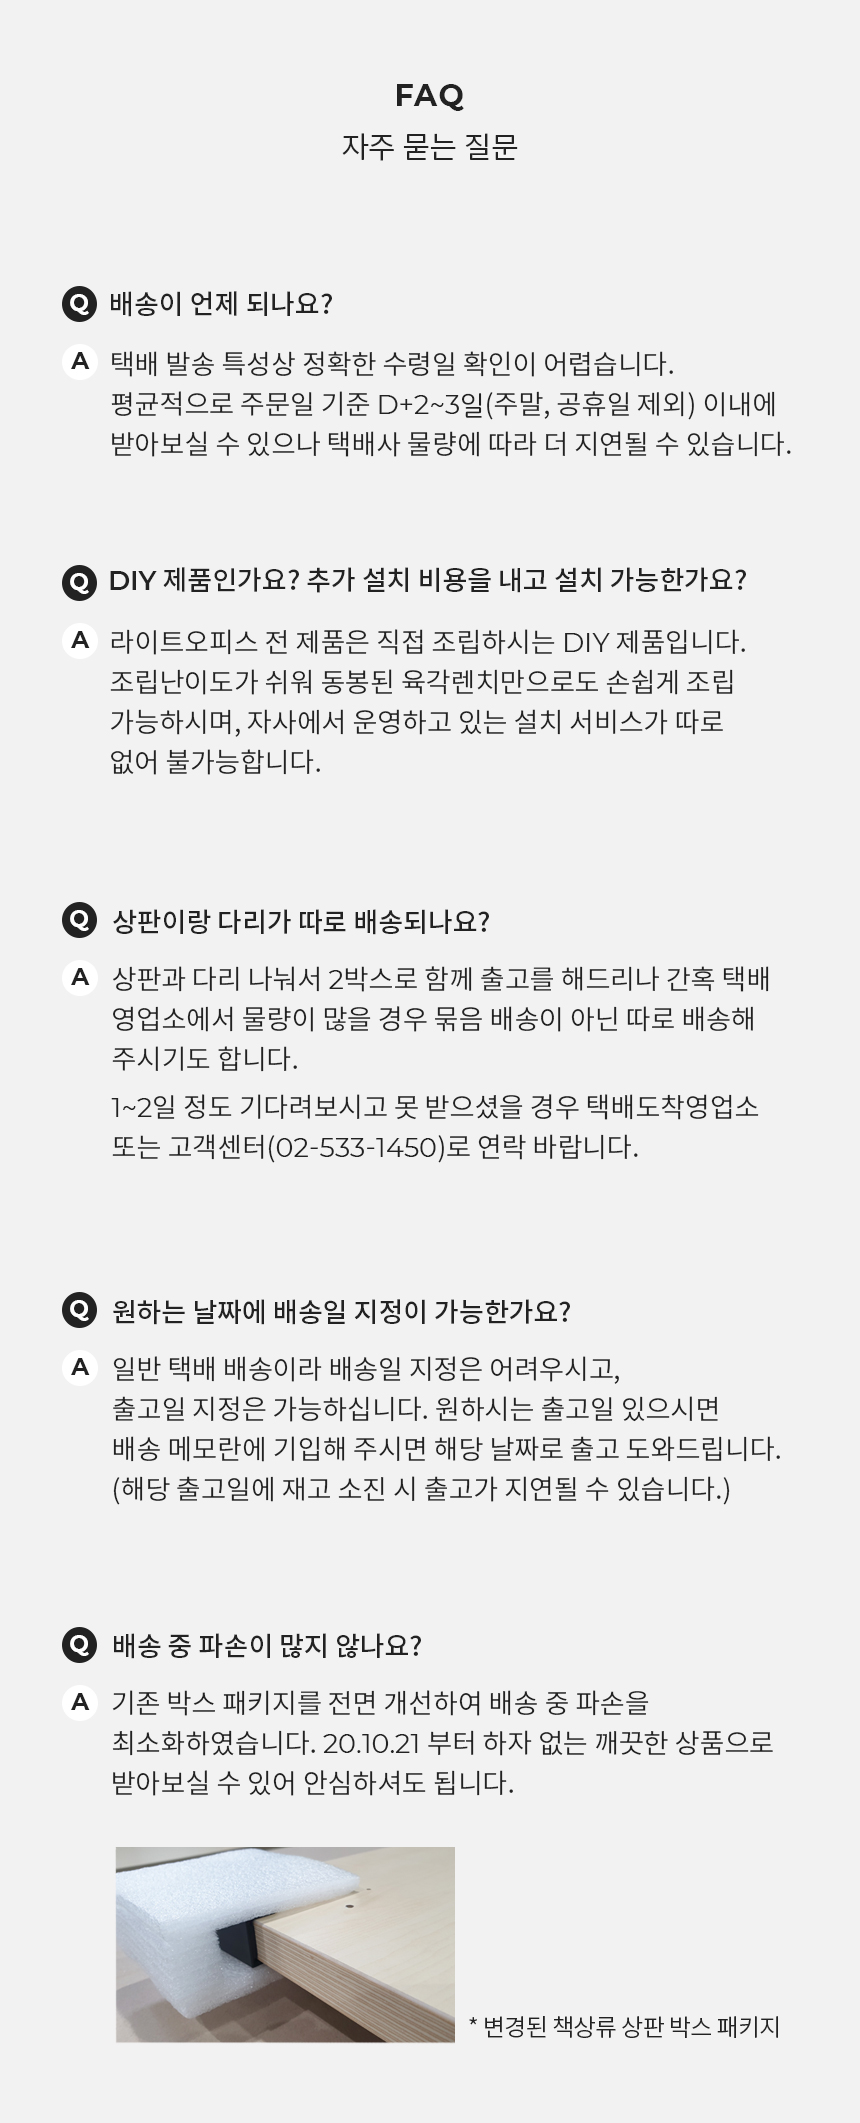 FAQ
자주 묻는 질문
Q 배송이 언제 되나요?
A 택배 발송 특성상 정확한 수령일 확인이 어렵습니다.
평균적으로 주문일 기준 D+2~3일(주말, 공휴일 제외) 이내에
받아보실 수 있으나 택배사 물량에 따라 더 지연될 수 있습니다.
Q DIY 제품인가요? 추가 설치 비용을 내고 설치 가능한가요?
A 라이트오피스 전 제품은 직접 조립하시는 DIY 제품입니다.
조립난이도가 쉬워 동봉된 육각렌치만으로도 손쉽게 조립
가능하시며, 자사에서 운영하고 있는 설치 서비스가 따로
없어 불가능합니다.
Q 상판이랑 다리가 따로 배송되나요?
A 상판과 다리 나눠서 2박스로 함께 출고를 해드리나 간혹 택배
영업소에서 물량이 많을 경우 묶음 배송이 아닌 따로 배송해
주시기도 합니다.
1~2일 정도 기다려보시고 못 받으셨을 경우 택배도착영업소
또는 고객센터(02-533-1450)로 연락 바랍니다.
Q 원하는 날짜에 배송일 지정이 가능한가요?
A 일반 택배 배송이라 배송일 지정은 어려우시고,
출고일 지정은 가능하십니다. 원하시는 출고일 있으시면
배송 메모란에 기입해 주시면 해당 날짜로 출고 도와드립니다.
(해당 출고일에 재고 소진 시 출고가 지연될 수 있습니다.)
Q 배송 중 파손이 많지 않나요?
A 기존 박스 패키지를 전면 개선하여 배송 중 파손을
최소화하였습니다. 20.10.21 부터 하자 없는 깨끗한 상품으로
받아보실 수 있어 안심하셔도 됩니다.
* 변경된 책상류 상판 박스 패키지